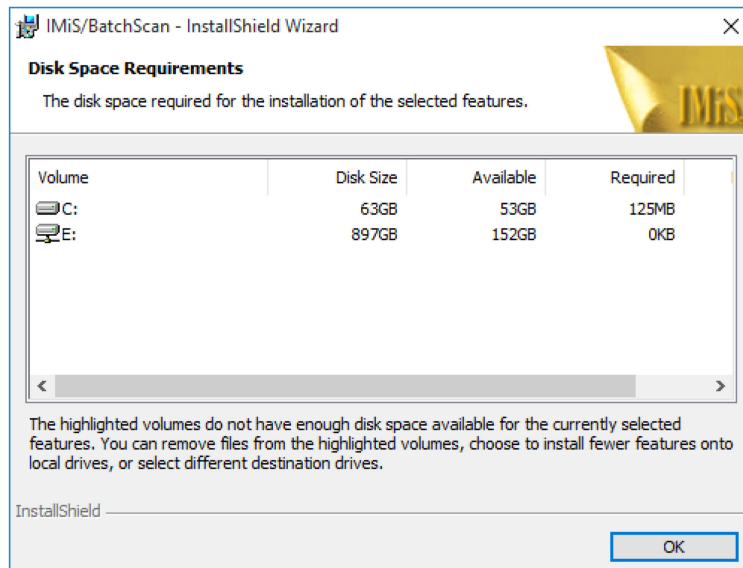 IMiS/BatchScan - InstallShield Wizard
Disk Space Requirements
The disk space required for the installation of the selected features.
IMiS
Volume Disk Size Available Required
C: 63GB 53GB 125MB
E: 897GB 152GB 0KB
The highlighted volumes do not have enough disk space available for the currently selected
features. You can remove files from the highlighted volumes, choose to install fewer features onto
local drives, or select different destination drives.
InstallShield
OK